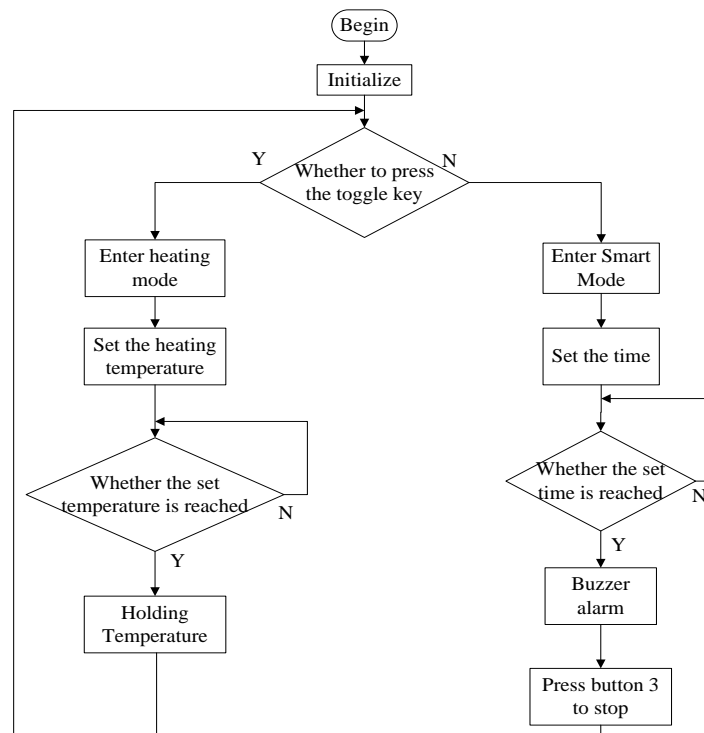 Begin
Initialize
Whether to press
the toggle key
Y
N
Enter heating
mode
Set the heating
temperature
Whether the set
temperature is reached
N
Y
Holding
Temperature
Enter Smart
Mode
Set the time
Whether the set
time is reached
N
Y
Buzzer
alarm
Press button 3
to stop